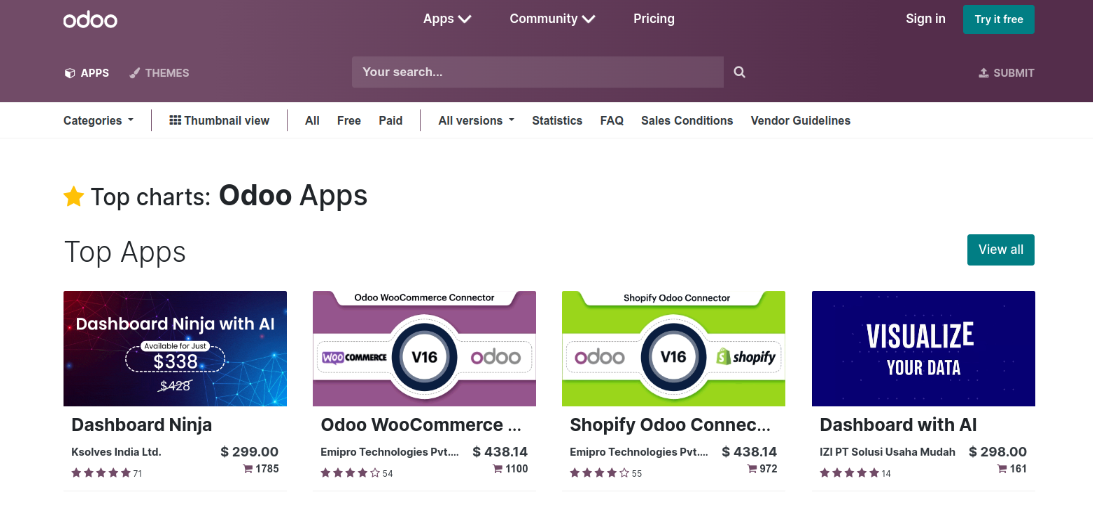 odoo
Apps Community Pricing Sign in Try it free
APPS THEMES Your search... SUBMIT
Categories Thumbnail view All Free Paid All versions Statistics FAQ Sales Conditions Vendor Guidelines
Top charts: Odoo Apps
Top Apps
View all
Dashboard Ninja with AI
Available for Just
$338
$428
Dashboard Ninja
Ksolves India Ltd. $ 299.00
71 1785
Odoo WooCommerce Connector
WOO COMMERCE V16 odoo
Odoo WooCommerce ...
Emipro Technologies Pvt.... $ 438.14
54 1100
Shopify Odoo Connector
odoo V16 shopify
Shopify Odoo Connec...
Emipro Technologies Pvt.... $ 438.14
55 972
VISUALIZE
YOUR DATA
Dashboard with AI
IZI PT Solusi Usaha Mudah $ 298.00
14 161